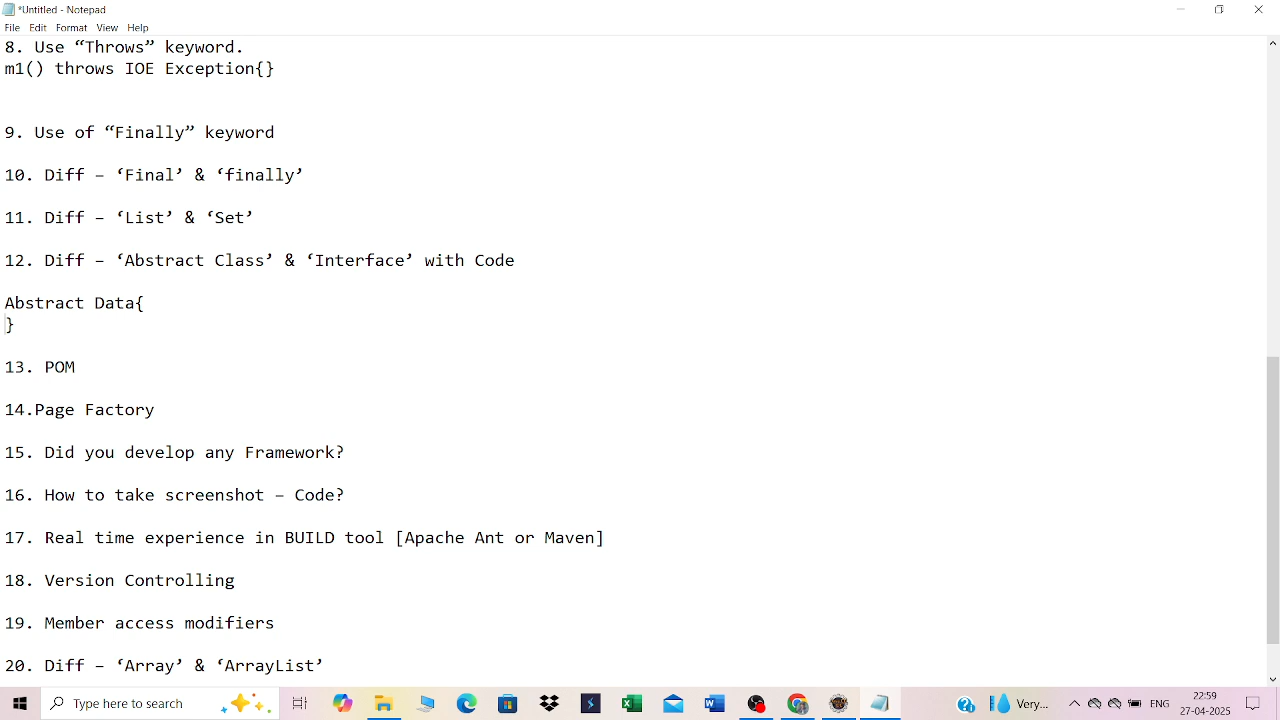 *Untitled - Notepad
File Edit Format View Help
8. Use “Throws” keyword.
m1() throws IOE Exception{}
9. Use of “Finally” keyword
10. Diff – ‘Final’ & ‘finally’
11. Diff – ‘List’ & ‘Set’
12. Diff – ‘Abstract Class’ & ‘Interface’ with Code
Abstract Data{
}
13. POM
14.Page Factory
15. Did you develop any Framework?
16. How to take screenshot – Code?
17. Real time experience in BUILD tool [Apache Ant or Maven]
18. Version Controlling
19. Member access modifiers
20. Diff – ‘Array’ & ‘ArrayList’
Type here to search
Very...
ENG
22:59
27-04-2025